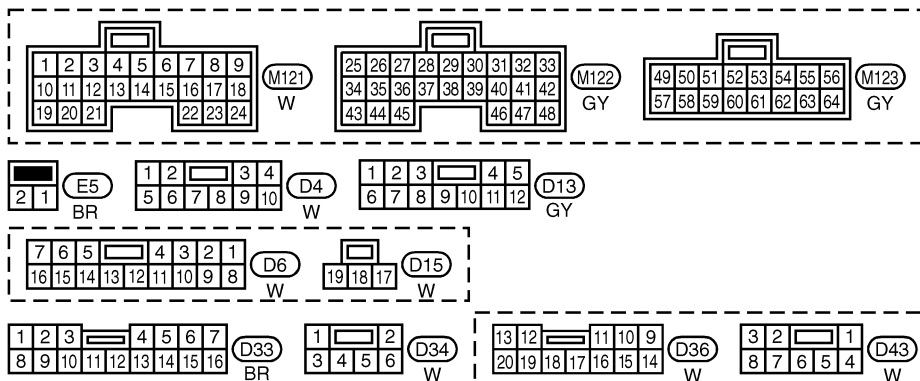 1 2 3 4 5 6 7 8 9
10 11 12 13 14 15 16 17 18
19 20 21 22 23 24
M121
W
25 26 27 28 29 30 31 32 33
34 35 36 37 38 39 40 41 42
43 44 45 46 47 48
M122
GY
49 50 51 52 53 54 55 56
57 58 59 60 61 62 63 64
M123
GY
2 1
E5
BR
1 2 3 4
5 6 7 8 9 10
D4
W
1 2 3 4 5
6 7 8 9 10 11 12
D13
GY
7 6 5 4 3 2 1
16 15 14 13 12 11 10 9 8
D6
W
19 18 17
D15
W
1 2 3 4 5 6 7
8 9 10 11 12 13 14 15 16
D33
BR
1 2
3 4 5 6
D34
W
13 12 11 10 9
20 19 18 17 16 15 14
D36
W
3 2 1
8 7 6 5 4
D43
W